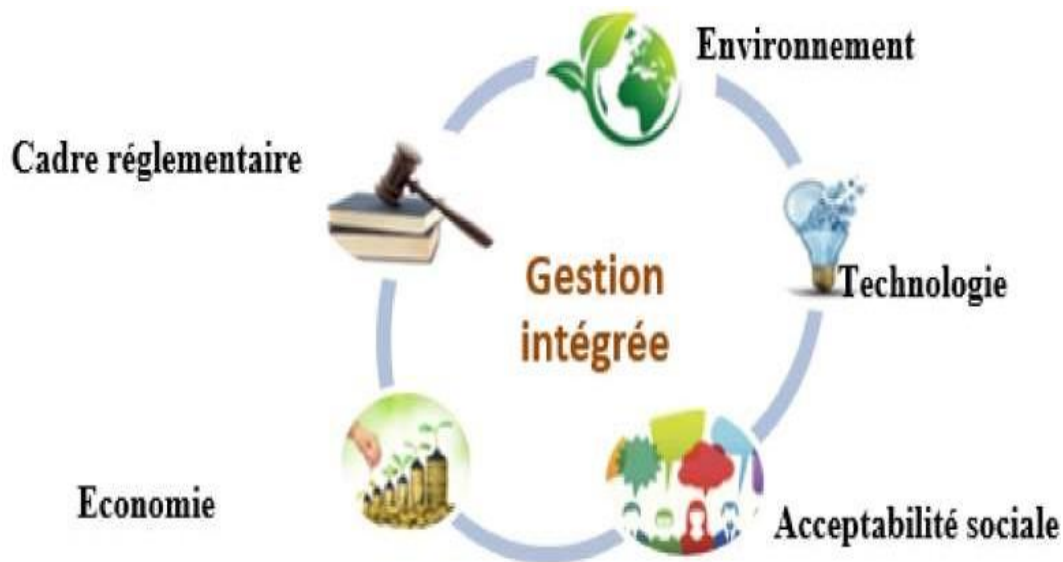 Environnement
Cadre réglementaire
Gestion
intégrée
Technologie
Economie
Acceptabilité sociale